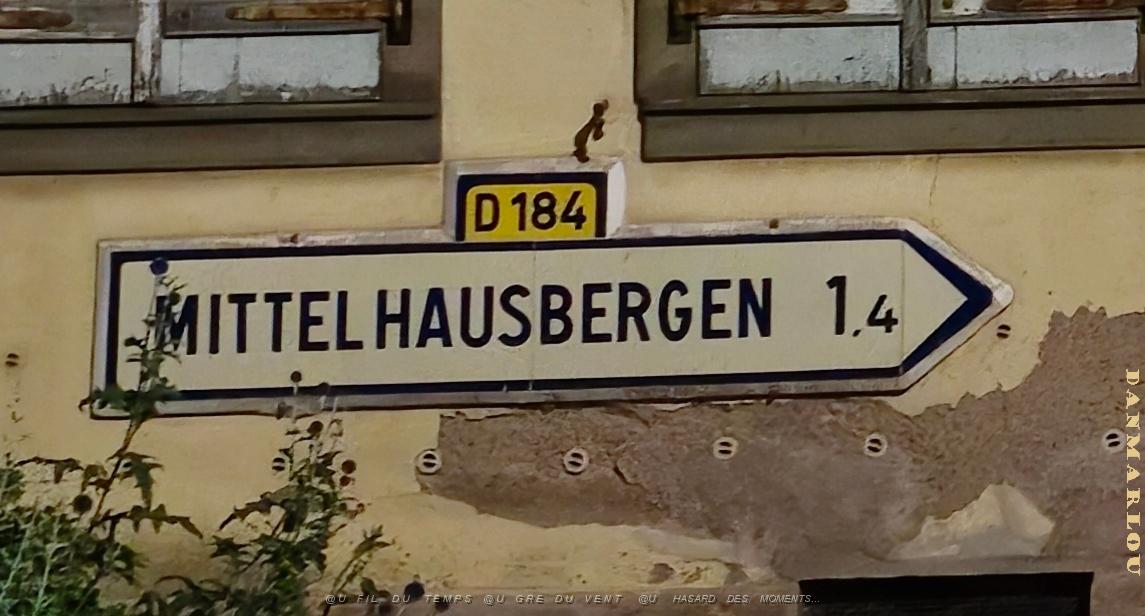 D 184
MITTELHAUSBERGEN 1,4
DANMARLOU
@U FIL DU TEMPS @U GRE DU VENT @U HASARD DES MOMENTS...